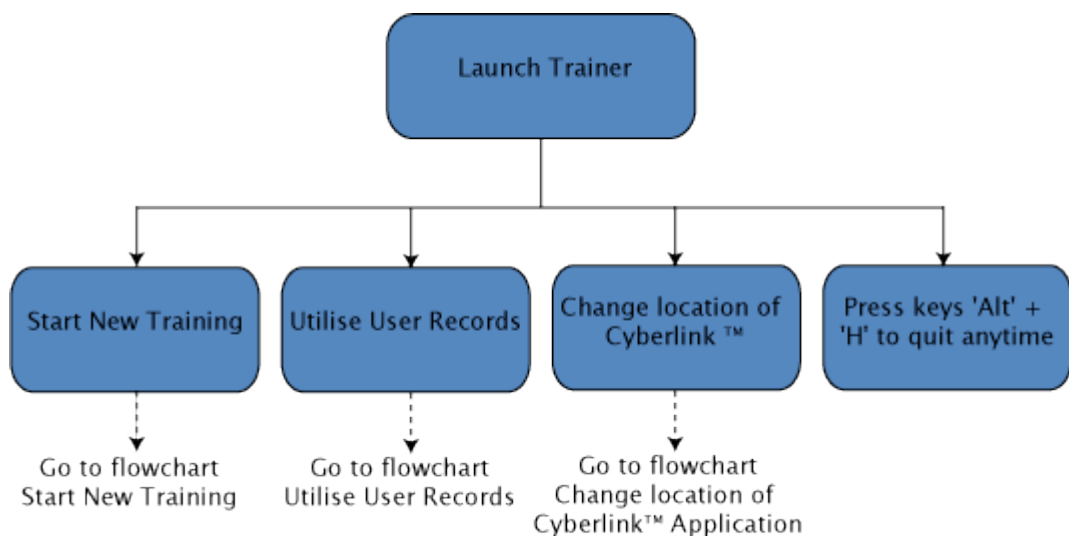 Launch Trainer
Start New Training
Utilise User Records
Change location of
Cyberlink ™
Press keys 'Alt' +
'H' to quit anytime
Go to flowchart
Start New Training
Go to flowchart
Utilise User Records
Go to flowchart
Change location of
Cyberlink™ Application